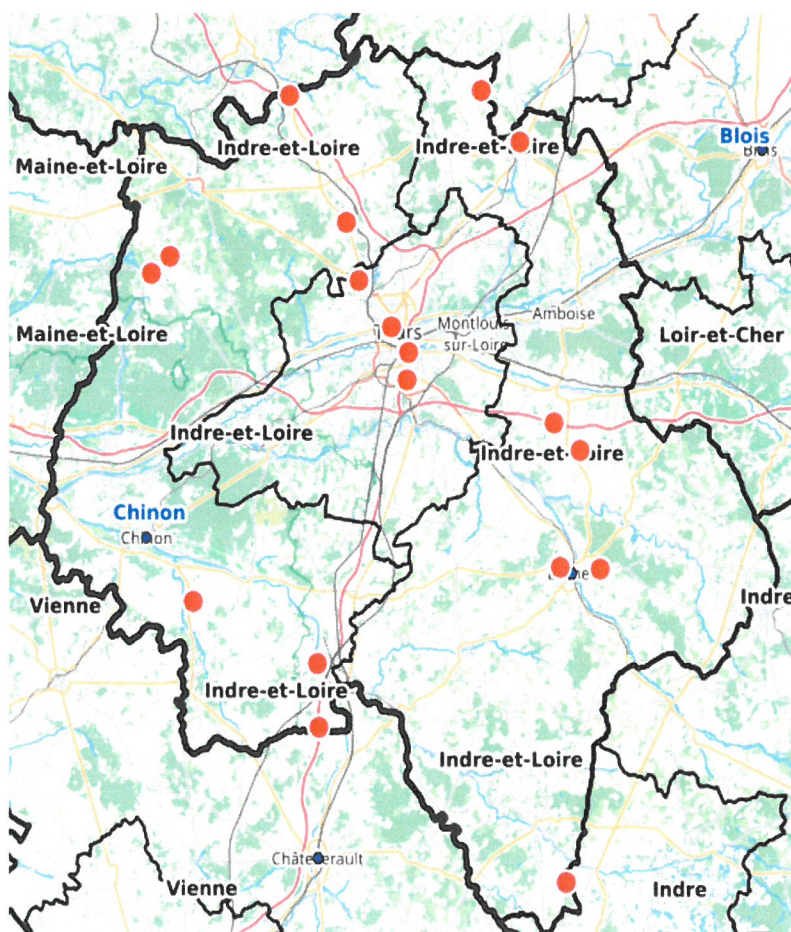 Blois
Blois
Indre-et-Loire
Indre-et-Loire
Maine-et-Loire
Montlouis-
sur-Loire
Amboise
Maine-et-Loire
Loir-et-Cher
Indre-et-Loire
Indre-et-Loire
Chinon
Chinon
Vienne
Indre
Indre-et-Loire
Indre-et-Loire
Châtellerault
Vienne
Indre